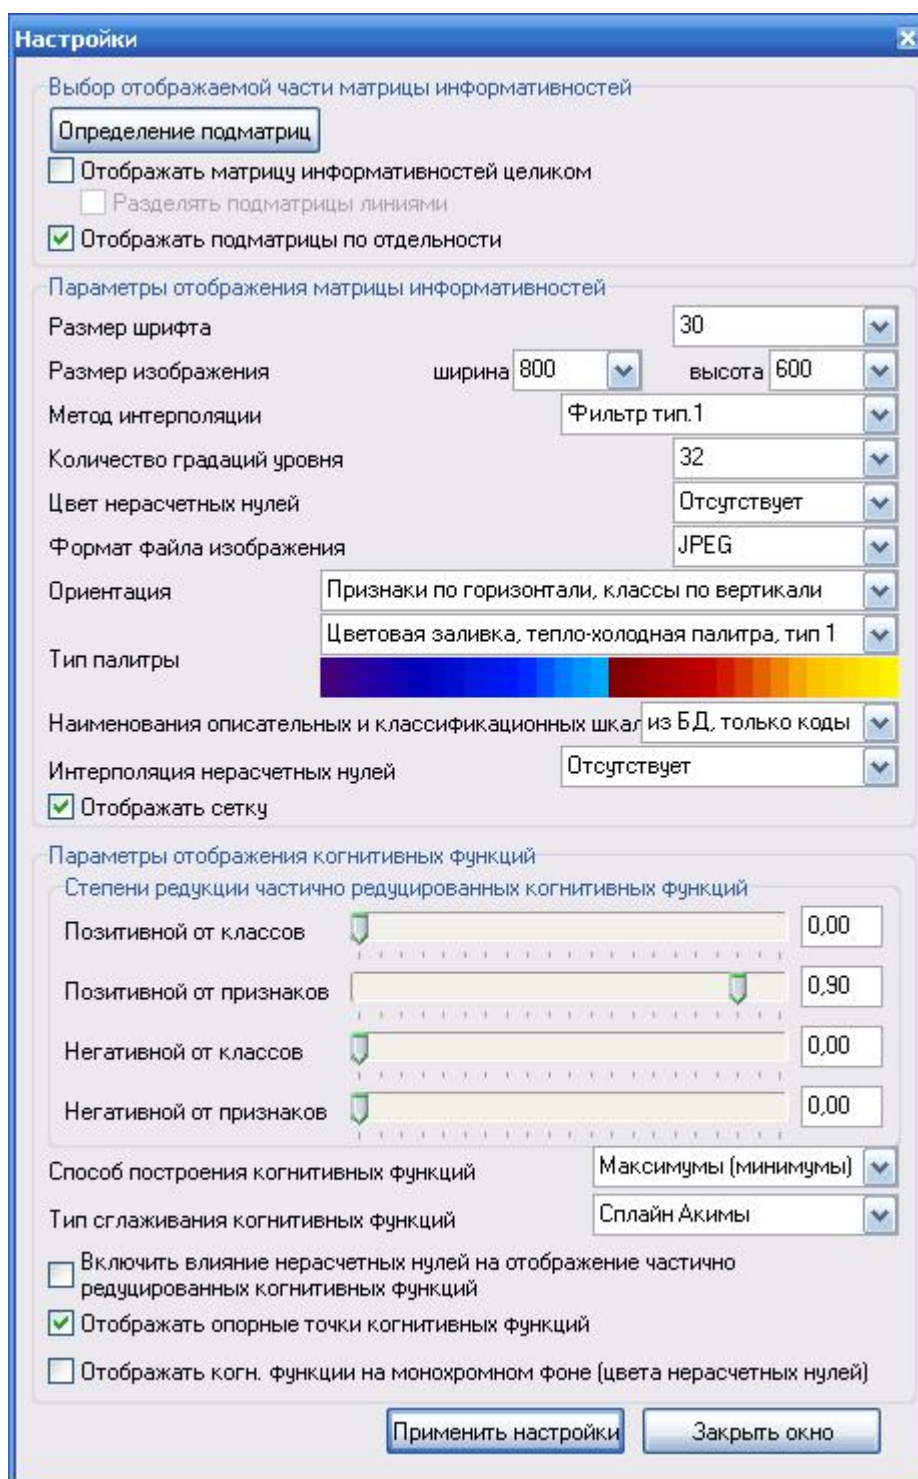 Настройки
Выбор отображаемой части матрицы информативностей
Определение подматриц
Отображать матрицу информативностей целиком
Разделять подматрицы линиями
Отображать подматрицы по отдельности
Параметры отображения матрицы информативностей
Размер шрифта 30
Размер изображения ширина 800 высота 600
Метод интерполяции Фильтр тип.1
Количество градаций уровня 32
Цвет нерасчетных нулей Отсутствует
Формат файла изображения JPEG
Ориентация Признаки по горизонтали, классы по вертикали
Тип палитры Цветовая заливка, тепло-холодная палитра, тип 1
Наименования описательных и классификационных шкал из БД, только коды
Интерполяция нерасчетных нулей Отсутствует
Отображать сетку
Параметры отображения когнитивных функций
Степени редукции частично редуцированных когнитивных функций
Позитивной от классов 0,00
Позитивной от признаков 0,90
Негативной от классов 0,00
Негативной от признаков 0,00
Способ построения когнитивных функций Максимумы (минимумы)
Тип сглаживания когнитивных функций Сплайн Акимы
Включить влияние нерасчетных нулей на отображение частично
редуцированных когнитивных функций
Отображать опорные точки когнитивных функций
Отображать когн. функции на монохромном фоне (цвета нерасчетных нулей)
Применить настройки Закрыть окно